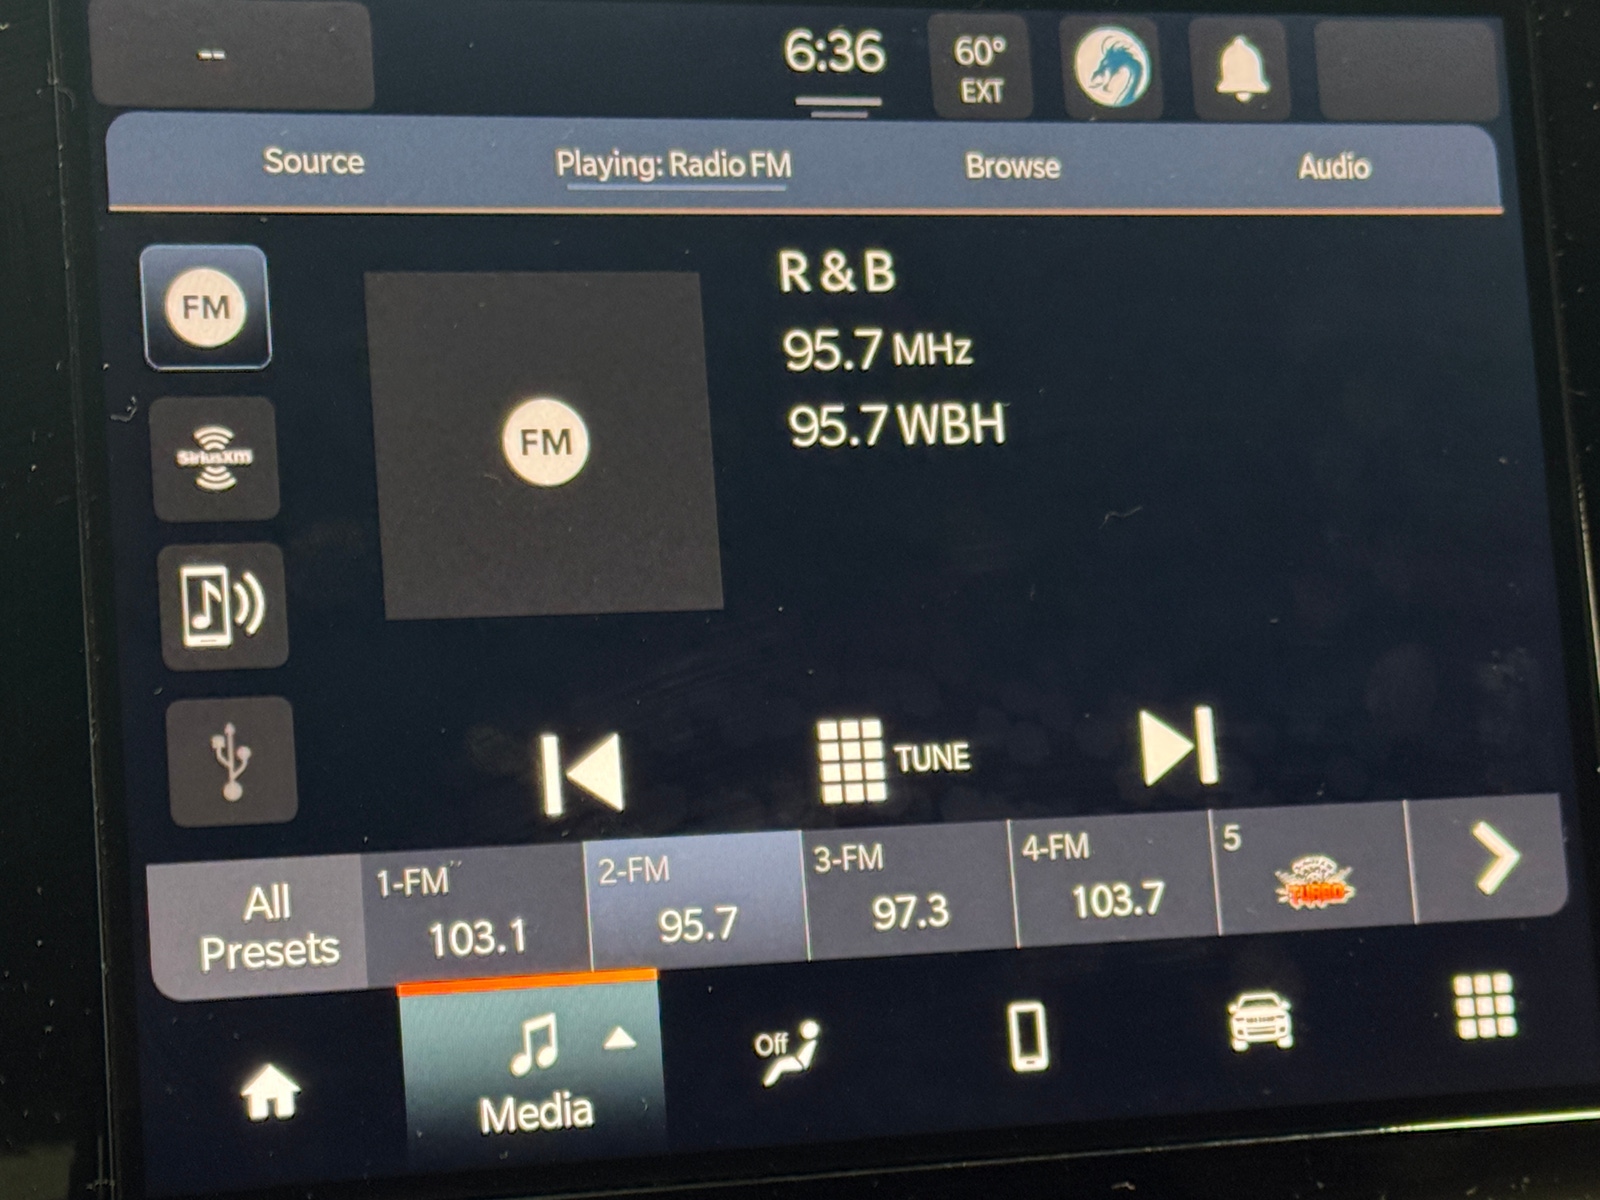 --
6:36
60°
EXT
Source
Playing: Radio FM
Browse
Audio
FM
SiriusXM
FM
R & B
95.7 MHz
95.7 WBH
TUNE
All
Presets
1-FM
103.1
2-FM
95.7
3-FM
97.3
4-FM
103.7
5
TURBO
Off
Media